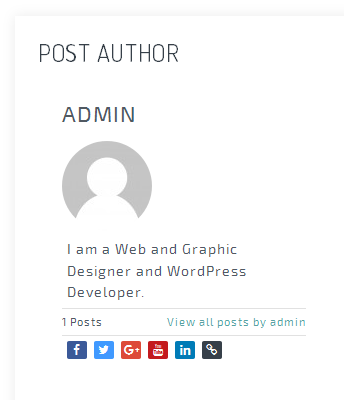 POST AUTHOR
ADMIN
I am a Web and Graphic
Designer and WordPress
Developer.
1 Posts View all posts by admin